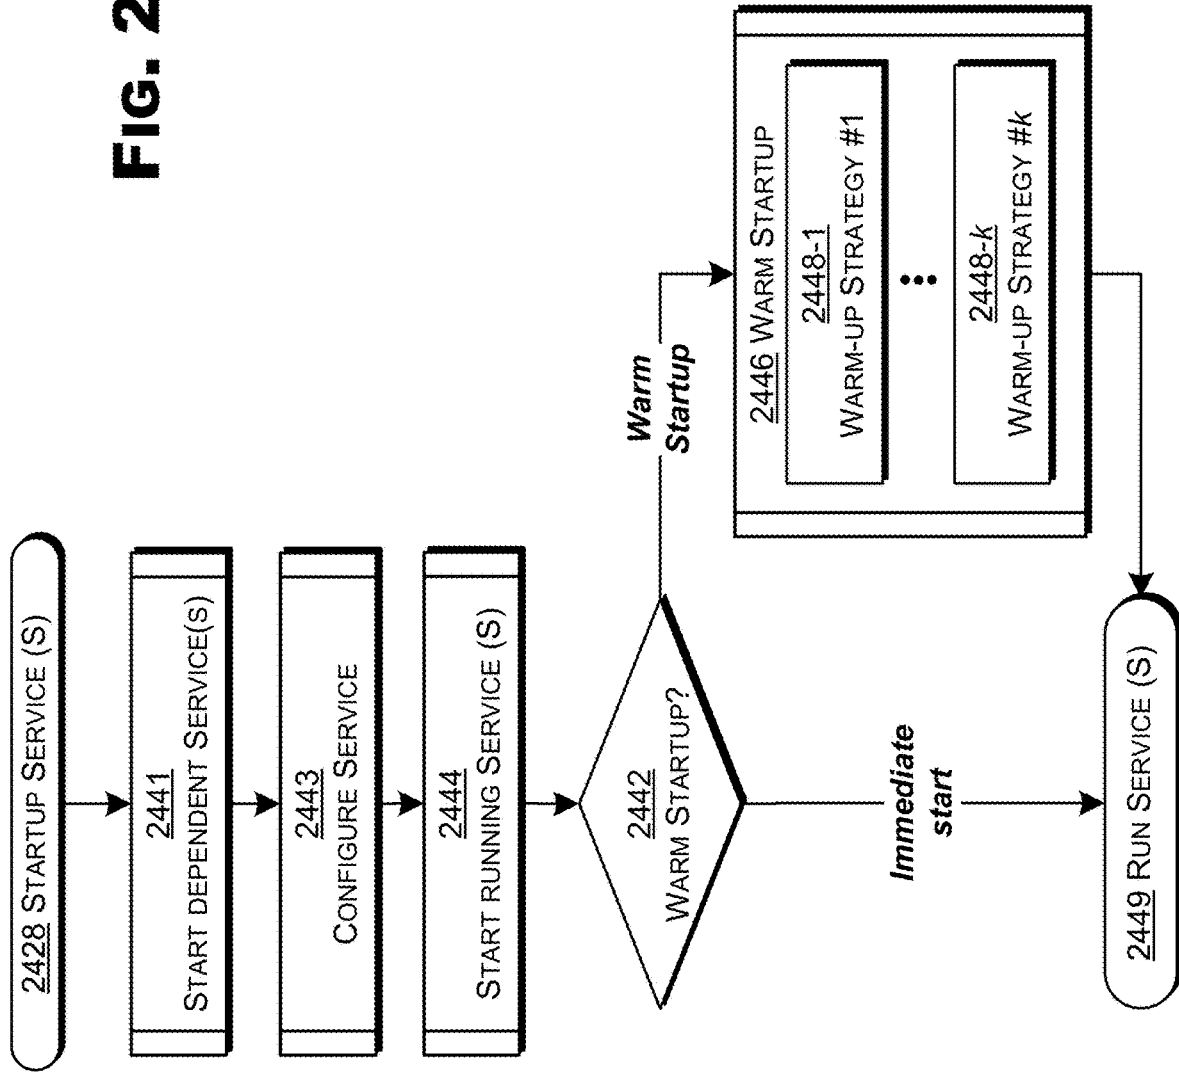 FIG. 2
2428 STARTUP SERVICE (S)
2441
START DEPENDENT SERVICE(S)
2443
CONFIGURE SERVICE
2444
START RUNNING SERVICE (S)
2442
WARM STARTUP?
Warm
Startup
2446 WARM STARTUP
2448-1
WARM-UP STRATEGY #1
•••
2448-k
WARM-UP STRATEGY #k
Immediate
start
2449 RUN SERVICE (S)